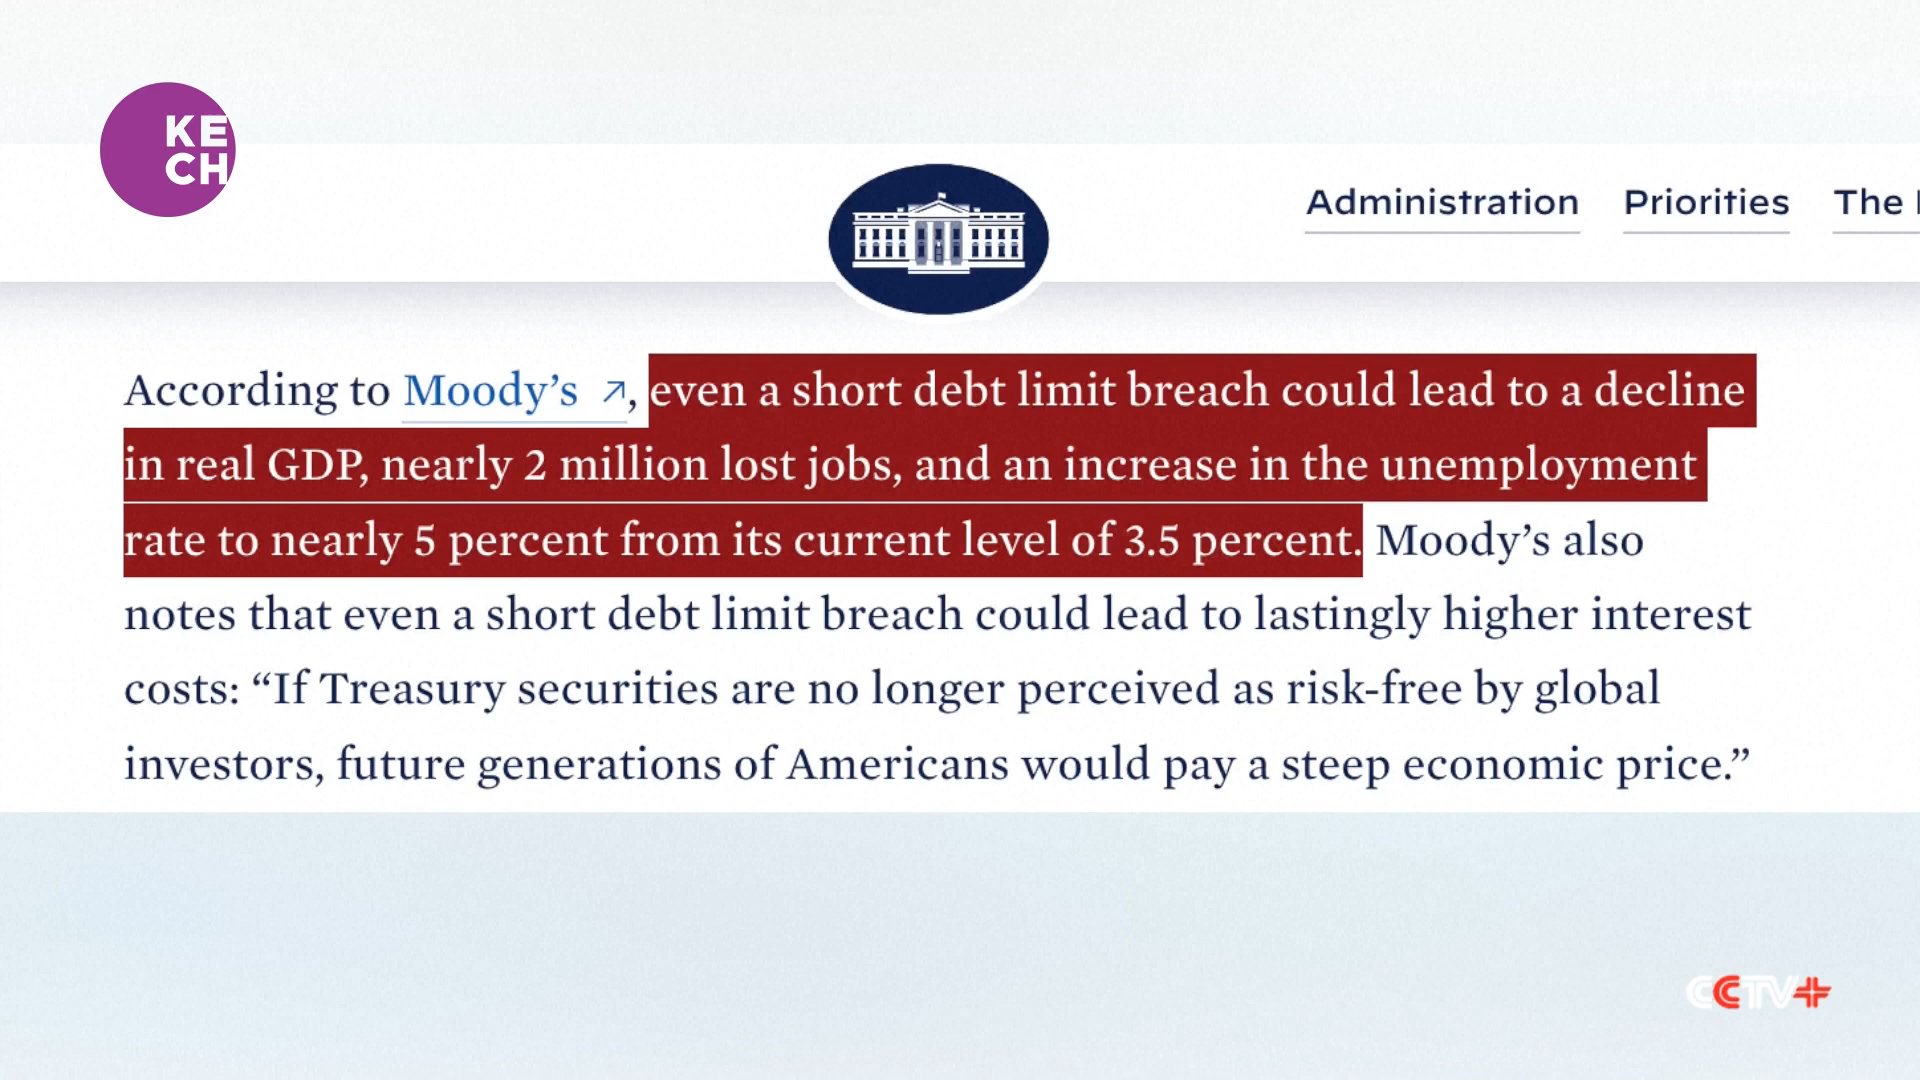 KE
CH
Administration Priorities The
According to Moody’s ↗, even a short debt limit breach could lead to a decline
in real GDP, nearly 2 million lost jobs, and an increase in the unemployment
rate to nearly 5 percent from its current level of 3.5 percent. Moody’s also
notes that even a short debt limit breach could lead to lastingly higher interest
costs: “If Treasury securities are no longer perceived as risk-free by global
investors, future generations of Americans would pay a steep economic price.”
CCTV+